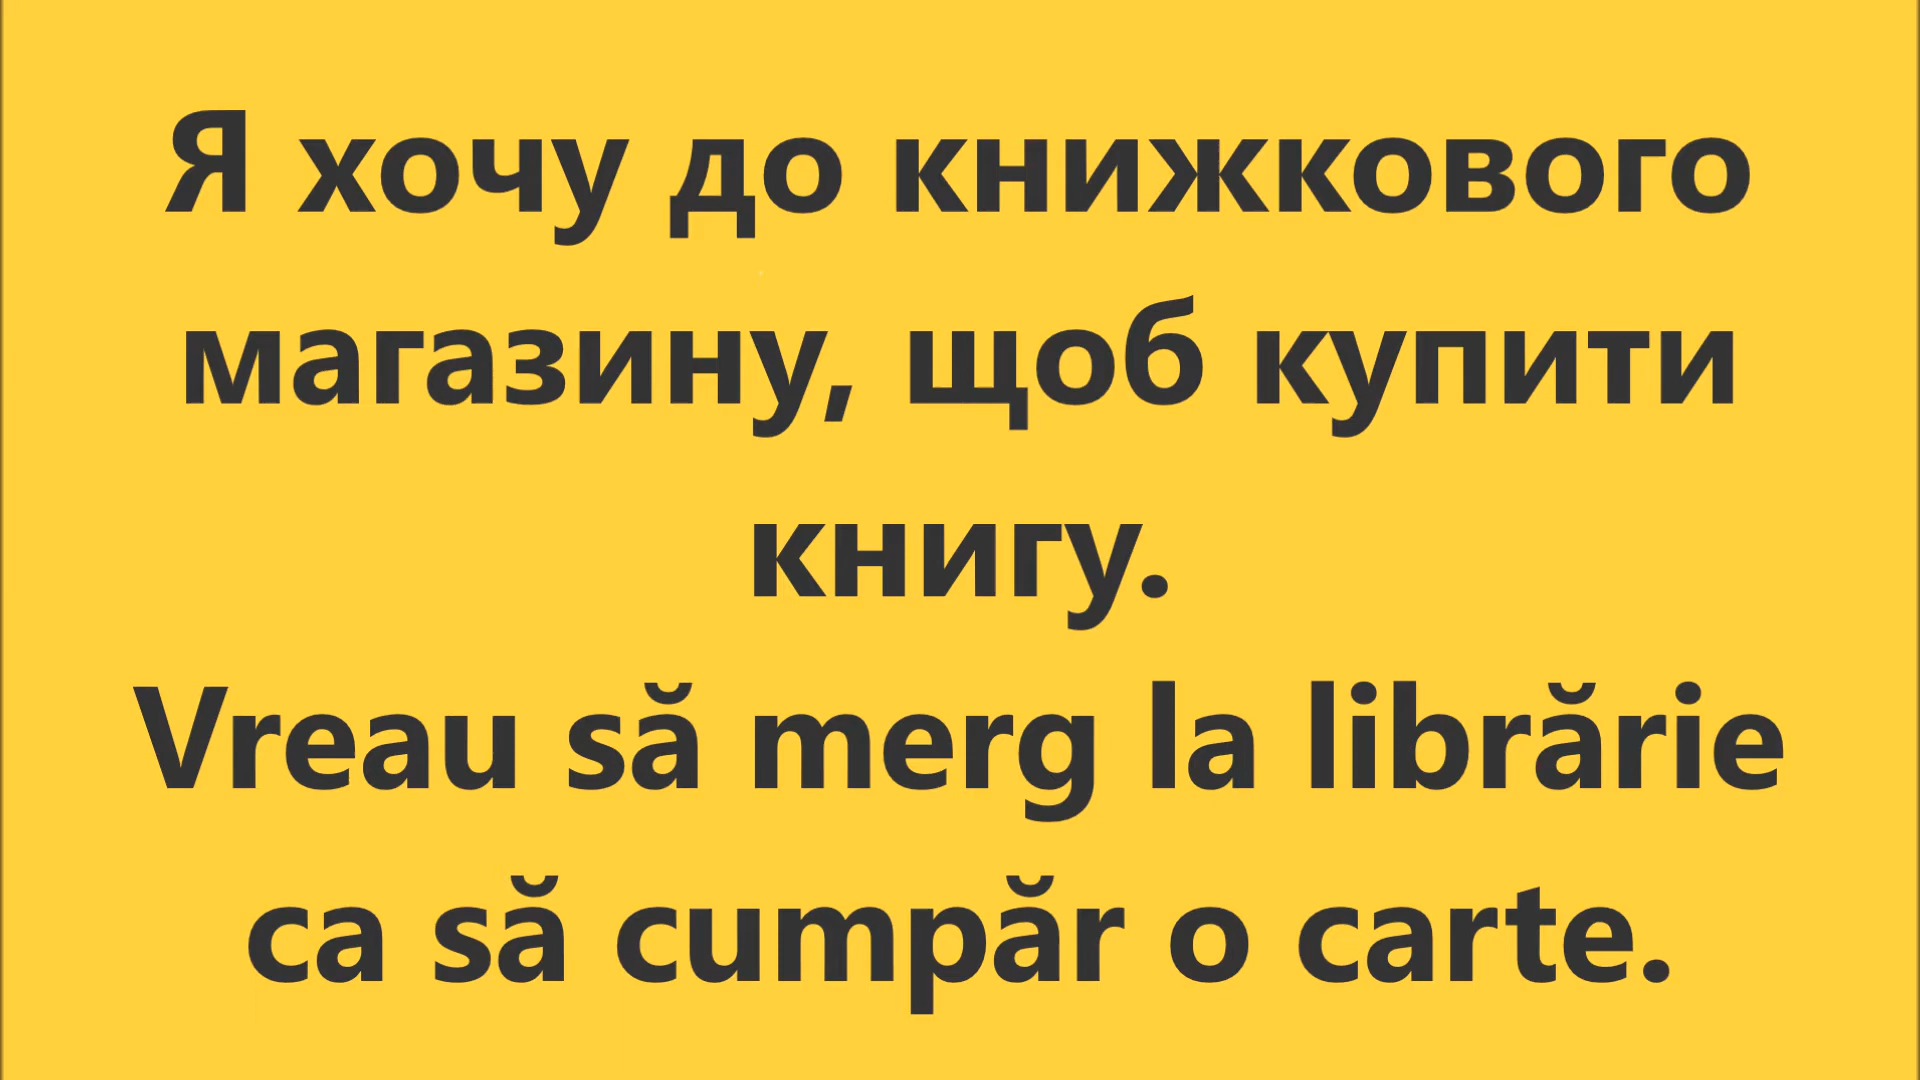 Я хочу до книжкового
магазину, щоб купити
книгу.
Vreau să merg la librărie
ca să cumpăr o carte.